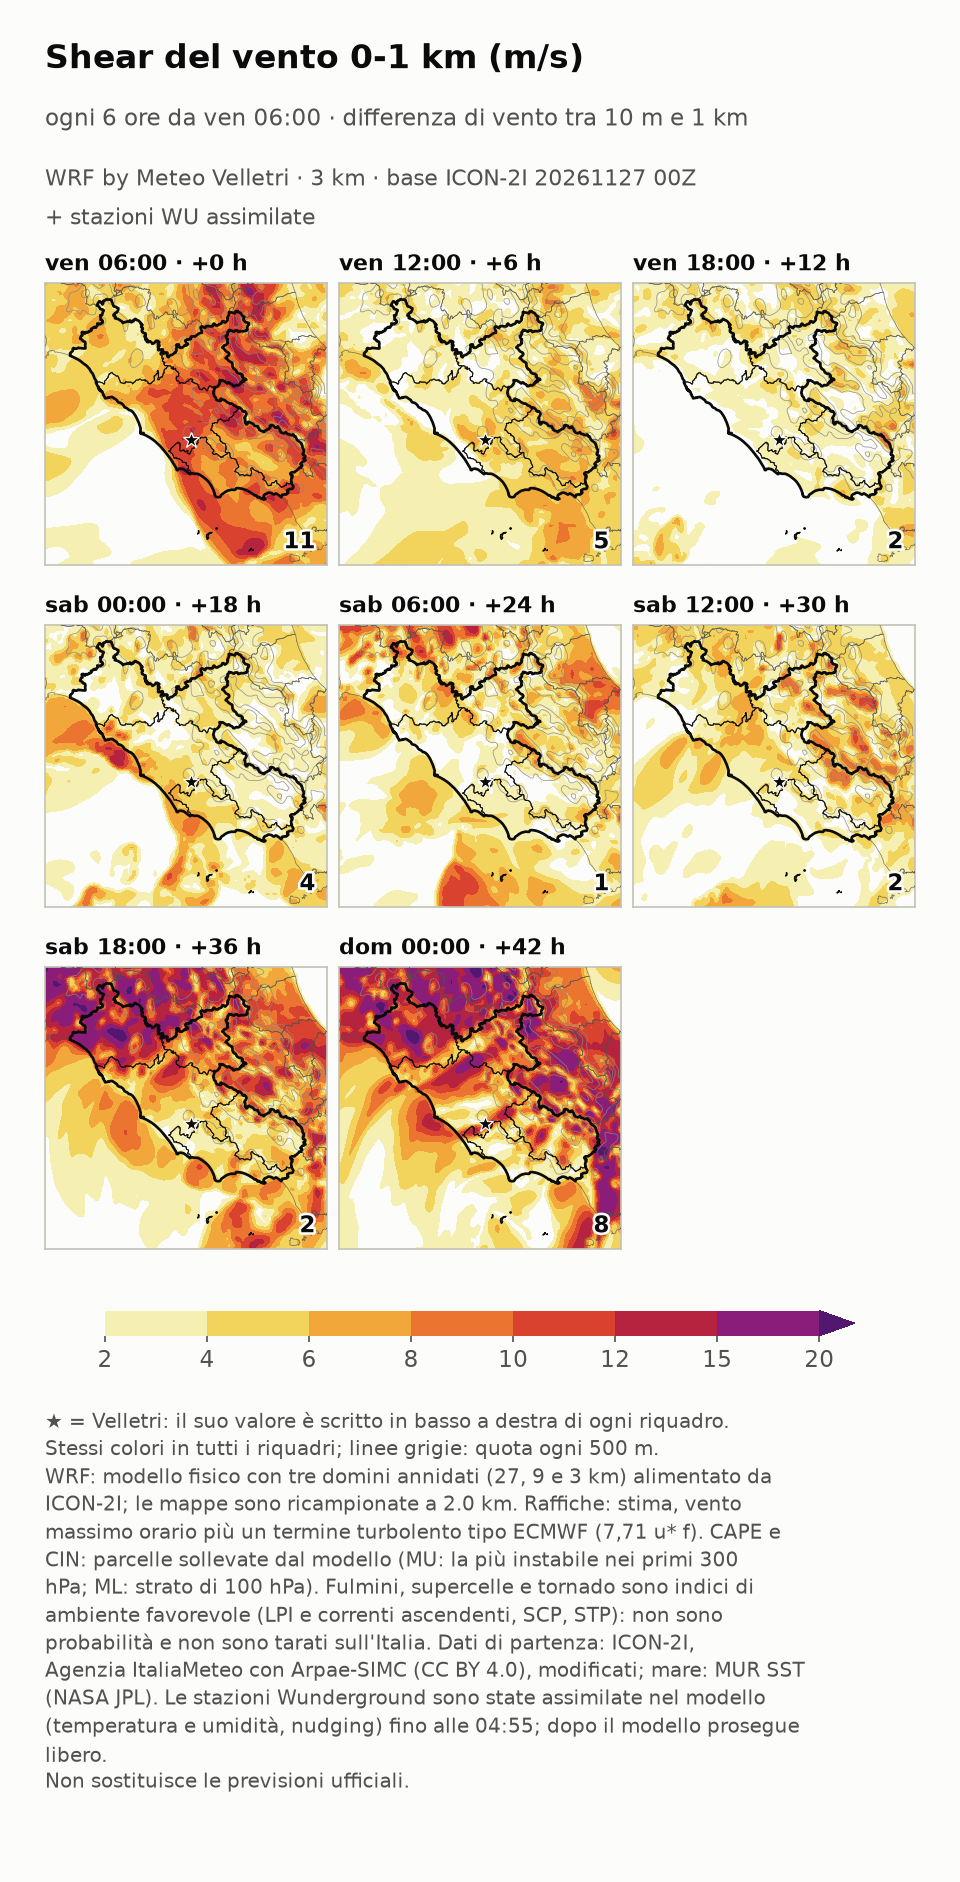 Shear del vento 0-1 km (m/s)
ogni 6 ore da ven 06:00 · differenza di vento tra 10 m e 1 km
WRF by Meteo Velletri · 3 km · base ICON-2I 20261127 00Z
+ stazioni WU assimilate
ven 06:00 · +0 h
ven 12:00 · +6 h
ven 18:00 · +12 h
11
5
2
sab 00:00 · +18 h
sab 06:00 · +24 h
sab 12:00 · +30 h
4
1
2
sab 18:00 · +36 h
dom 00:00 · +42 h
2
8
2 4 6 8 10 12 15 20
★ = Velletri: il suo valore è scritto in basso a destra di ogni riquadro.
Stessi colori in tutti i riquadri; linee grigie: quota ogni 500 m.
WRF: modello fisico con tre domini annidati (27, 9 e 3 km) alimentato da
ICON-2I; le mappe sono ricampionate a 2.0 km. Raffiche: stima, vento
massimo orario più un termine turbolento tipo ECMWF (7,71 u* f). CAPE e
CIN: parcelle sollevate dal modello (MU: la più instabile nei primi 300
hPa; ML: strato di 100 hPa). Fulmini, supercelle e tornado sono indici di
ambiente favorevole (LPI e correnti ascendenti, SCP, STP): non sono
probabilità e non sono tarati sull'Italia. Dati di partenza: ICON-2I,
Agenzia ItaliaMeteo con Arpae-SIMC (CC BY 4.0), modificati; mare: MUR SST
(NASA JPL). Le stazioni Wunderground sono state assimilate nel modello
(temperatura e umidità, nudging) fino alle 04:55; dopo il modello prosegue
libero.
Non sostituisce le previsioni ufficiali.